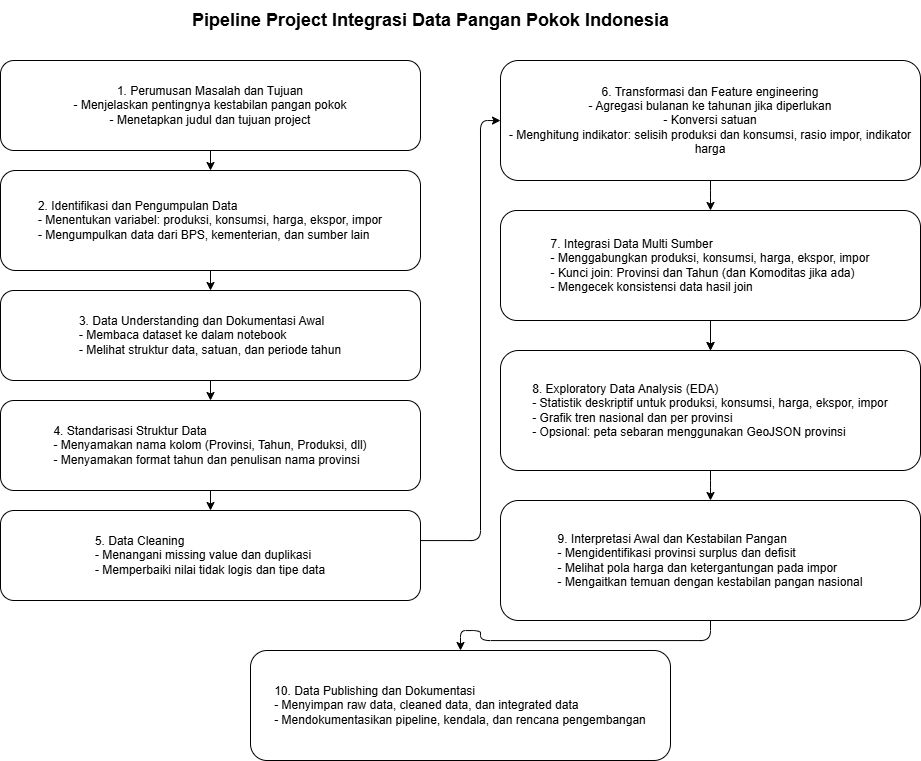 Pipeline Project Integrasi Data Pangan Pokok Indonesia
1. Perumusan Masalah dan Tujuan
- Menjelaskan pentingnya kestabilan pangan pokok
- Menetapkan judul dan tujuan project
2. Identifikasi dan Pengumpulan Data
- Menentukan variabel: produksi, konsumsi, harga, ekspor, impor
- Mengumpulkan data dari BPS, kementerian, dan sumber lain
3. Data Understanding dan Dokumentasi Awal
- Membaca dataset ke dalam notebook
- Melihat struktur data, satuan, dan periode tahun
4. Standarisasi Struktur Data
- Menyamakan nama kolom (Provinsi, Tahun, Produksi, dll)
- Menyamakan format tahun dan penulisan nama provinsi
5. Data Cleaning
- Menangani missing value dan duplikasi
- Memperbaiki nilai tidak logis dan tipe data
6. Transformasi dan Feature engineering
- Agregasi bulanan ke tahunan jika diperlukan
- Konversi satuan
- Menghitung indikator: selisih produksi dan konsumsi, rasio impor, indikator
harga
7. Integrasi Data Multi Sumber
- Menggabungkan produksi, konsumsi, harga, ekspor, impor
- Kunci join: Provinsi dan Tahun (dan Komoditas jika ada)
- Mengecek konsistensi data hasil join
8. Exploratory Data Analysis (EDA)
- Statistik deskriptif untuk produksi, konsumsi, harga, ekspor, impor
- Grafik tren nasional dan per provinsi
- Opsional: peta sebaran menggunakan GeoJSON provinsi
9. Interpretasi Awal dan Kestabilan Pangan
- Mengidentifikasi provinsi surplus dan defisit
- Melihat pola harga dan ketergantungan pada impor
- Mengaitkan temuan dengan kestabilan pangan nasional
10. Data Publishing dan Dokumentasi
- Menyimpan raw data, cleaned data, dan integrated data
- Mendokumentasikan pipeline, kendala, dan rencana pengembangan